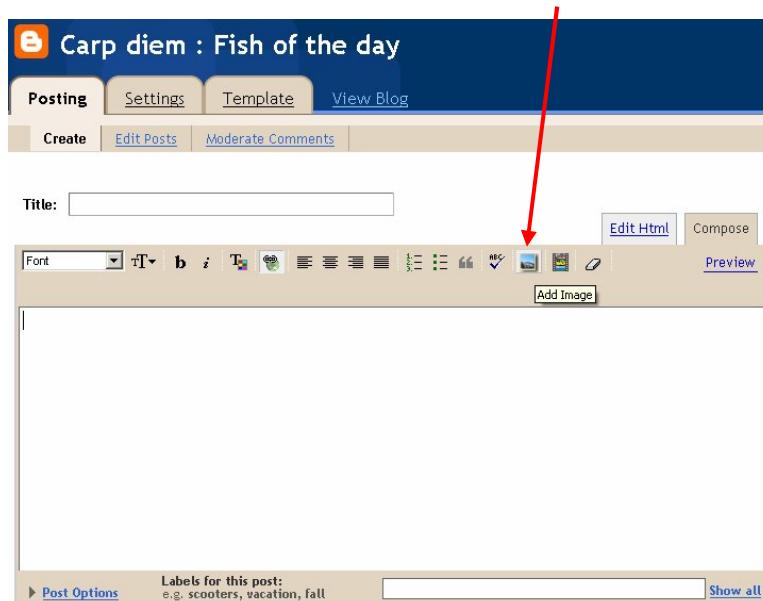 Carp diem : Fish of the day
Posting Settings Template View Blog
Create Edit Posts Moderate Comments
Title:
Edit Html Compose
Font b i ABC Preview
Add Image
Post Options
Labels for this post:
e.g. scooters, vacation, fall
Show all